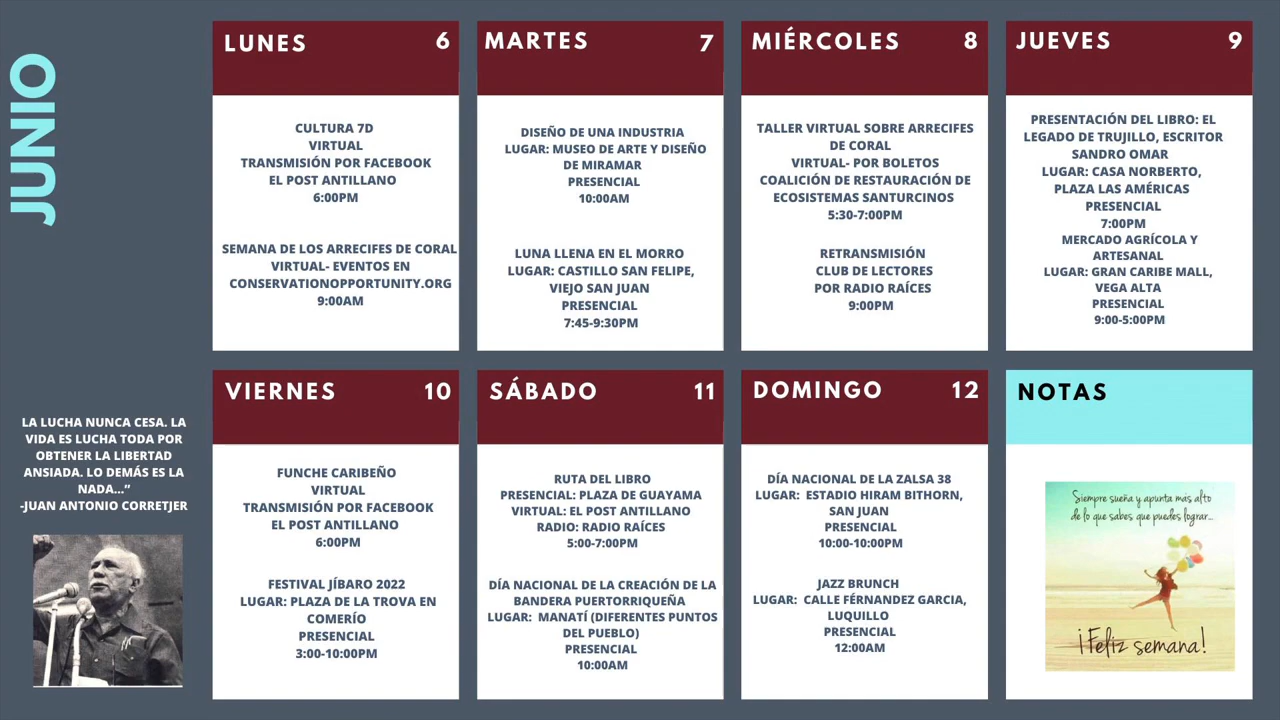 JUNIO
LUNES 6
CULTURA 7D
VIRTUAL
TRANSMISIÓN POR FACEBOOK
EL POST ANTILLANO
6:00PM
SEMANA DE LOS ARRECIFES DE CORAL
VIRTUAL- EVENTOS EN
CONSERVATIONOPPORTUNITY.ORG
9:00AM
MARTES 7
DISEÑO DE UNA INDUSTRIA
LUGAR: MUSEO DE ARTE Y DISEÑO
DE MIRAMAR
PRESENCIAL
10:00AM
LUNA LLENA EN EL MORRO
LUGAR: CASTILLO SAN FELIPE,
VIEJO SAN JUAN
PRESENCIAL
7:45-9:30PM
MIÉRCOLES 8
TALLER VIRTUAL SOBRE ARRECIFES
DE CORAL
VIRTUAL- POR BOLETOS
COALICIÓN DE RESTAURACIÓN DE
ECOSISTEMAS SANTURCINOS
5:30-7:00PM
RETRANSMISIÓN
CLUB DE LECTORES
POR RADIO RAÍCES
9:00PM
JUEVES 9
PRESENTACIÓN DEL LIBRO: EL
LEGADO DE TRUJILLO, ESCRITOR
SANDRO OMAR
LUGAR: CASA NORBERTO,
PLAZA LAS AMÉRICAS
PRESENCIAL
7:00PM
MERCADO AGRÍCOLA Y
ARTESANAL
LUGAR: GRAN CARIBE MALL,
VEGA ALTA
PRESENCIAL
9:00-5:00PM
LA LUCHA NUNCA CESA. LA
VIDA ES LUCHA TODA POR
OBTENER LA LIBERTAD
ANSIADA. LO DEMÁS ES LA
NADA..."
-JUAN ANTONIO CORRETJER
VIERNES 10
FUNCHE CARIBEÑO
VIRTUAL
TRANSMISIÓN POR FACEBOOK
EL POST ANTILLANO
6:00PM
FESTIVAL JÍBARO 2022
LUGAR: PLAZA DE LA TROVA EN
COMERÍO
PRESENCIAL
3:00-10:00PM
SÁBADO 11
RUTA DEL LIBRO
PRESENCIAL: PLAZA DE GUAYAMA
VIRTUAL: EL POST ANTILLANO
RADIO: RADIO RAÍCES
5:00-7:00PM
DÍA NACIONAL DE LA CREACIÓN DE LA
BANDERA PUERTORRIQUEÑA
LUGAR: MANATÍ (DIFERENTES PUNTOS
DEL PUEBLO)
PRESENCIAL
10:00AM
DOMINGO 12
DÍA NACIONAL DE LA ZALSA 38
LUGAR: ESTADIO HIRAM BITHORN,
SAN JUAN
PRESENCIAL
10:00-10:00PM
JAZZ BRUNCH
LUGAR: CALLE FÉRNANDEZ GARCIA,
LUQUILLO
PRESENCIAL
12:00AM
NOTAS
Siempre sueña y apunta más alto
de lo que sabes que puedes lograr...
¡Feliz semana!